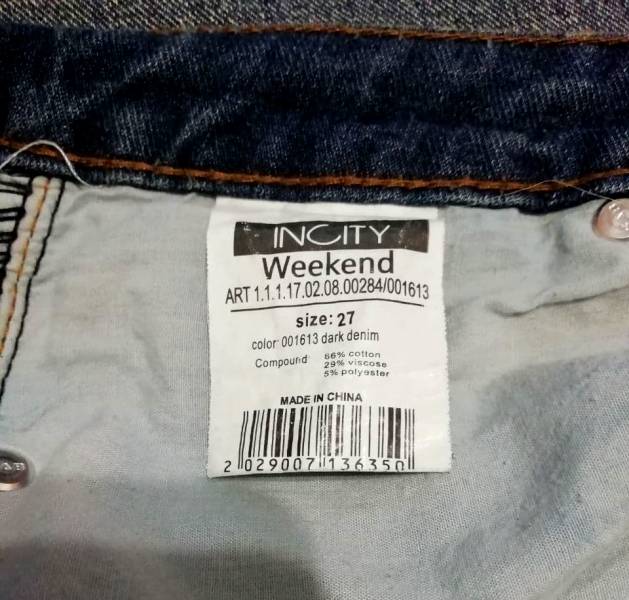 INCITY
Weekend
ART 1.1.1.17.02.08.00284/001613
size: 27
color: 001613 dark denim
Compound 66% cotton
29% viscose
5% polyester
MADE IN CHINA
2 029007 136350